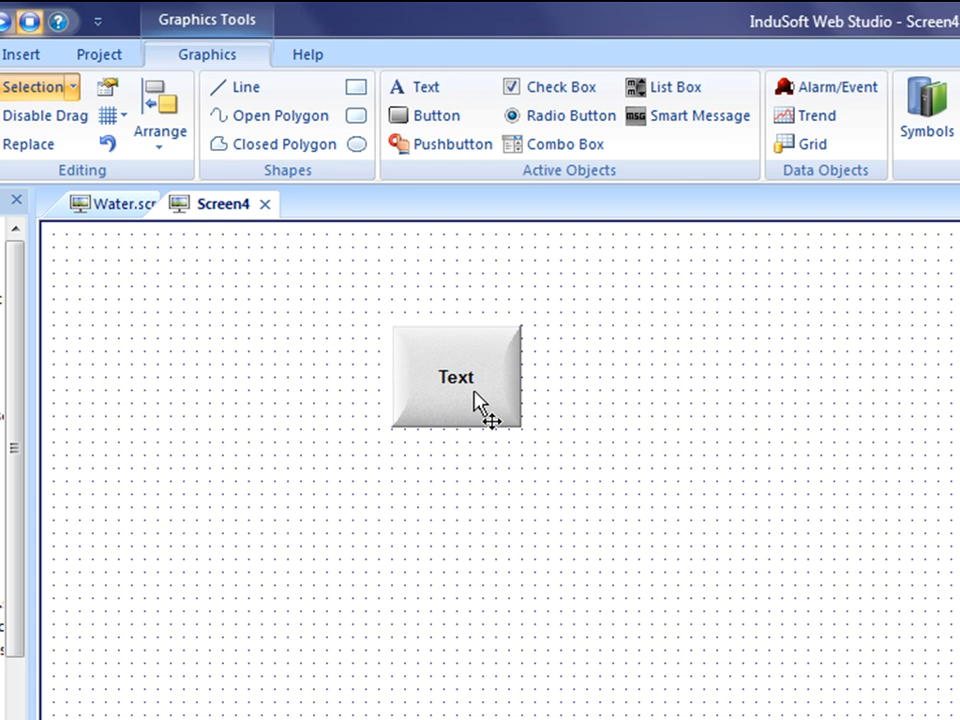 Graphics Tools
InduSoft Web Studio - Screen4
Insert Project Graphics Help
Selection Line Text Check Box List Box Alarm/Event
Disable Drag Open Polygon Button Radio Button MSG Smart Message Trend
Replace Arrange Closed Polygon Pushbutton Combo Box Grid Symbols
Editing Shapes Active Objects Data Objects
Water.scr Screen4
Text